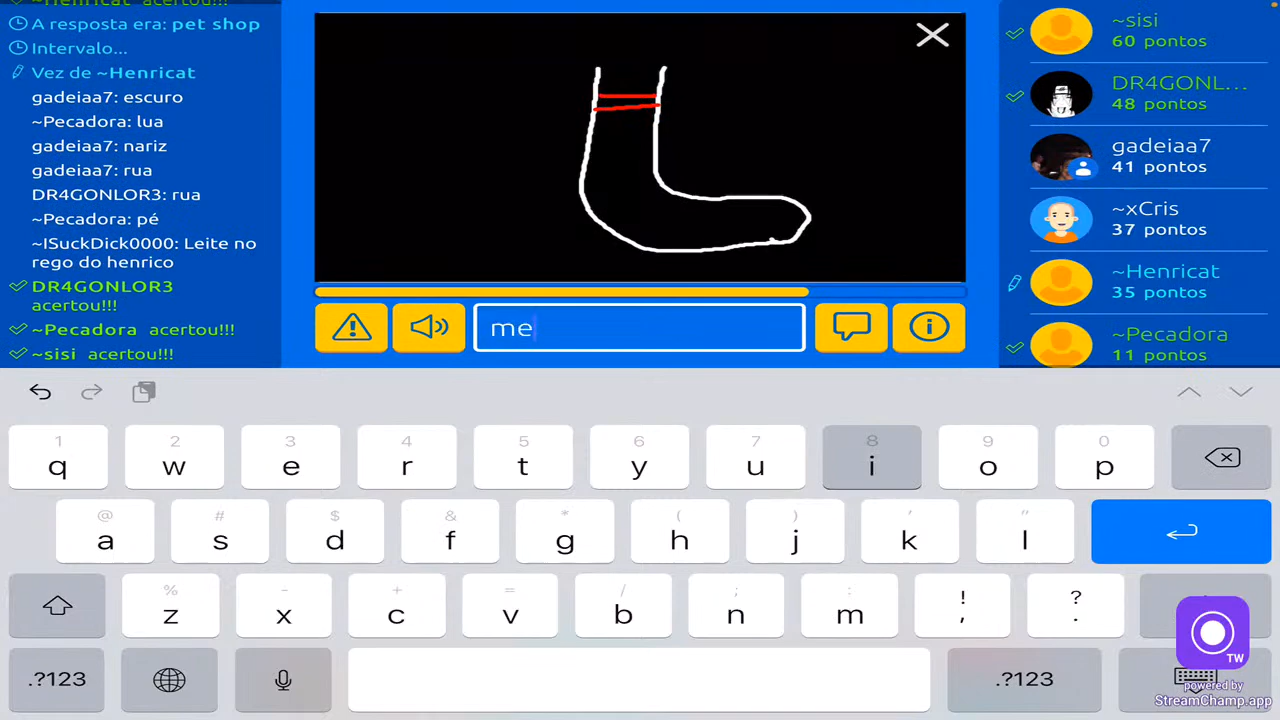 ~Henricat acertou!!!
A resposta era: pet shop
Intervalo...
Vez de ~Henricat
gadeiaa7: escuro
~Pecadora: lua
gadeiaa7: nariz
gadeiaa7: rua
DR4GONLOR3: rua
~Pecadora: pé
~ISuckDick0000: Leite no
rego do henrico
DR4GONLOR3
acertou!!!
~Pecadora acertou!!!
~sisi acertou!!!
me
~sisi
60 pontos
DR4GONL...
48 pontos
gadeiaa7
41 pontos
~xCris
37 pontos
~Henricat
35 pontos
~Pecadora
11 pontos
1 2 3 4 5 6 7 8 9 0
q w e r t y u i o p
@ # $ & * ( ) ' "
a s d f g h j k l
% - + = / ; : ! ?
z x c v b n m , .
.?123 .?123
TW
powered by
StreamChamp.app